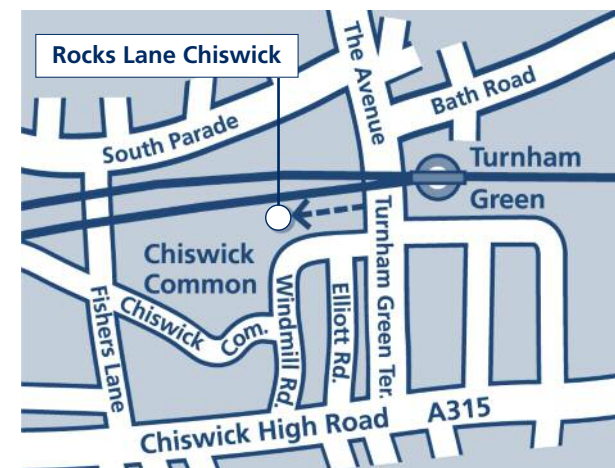 Rocks Lane Chiswick
The Avenue
Bath Road
South Parade
Turnham
Green
Chiswick
Common
Turnham Green Ter.
Fishers Lane
Chiswick
Com.
Windmill Rd.
Elliott Rd.
Chiswick High Road
A315